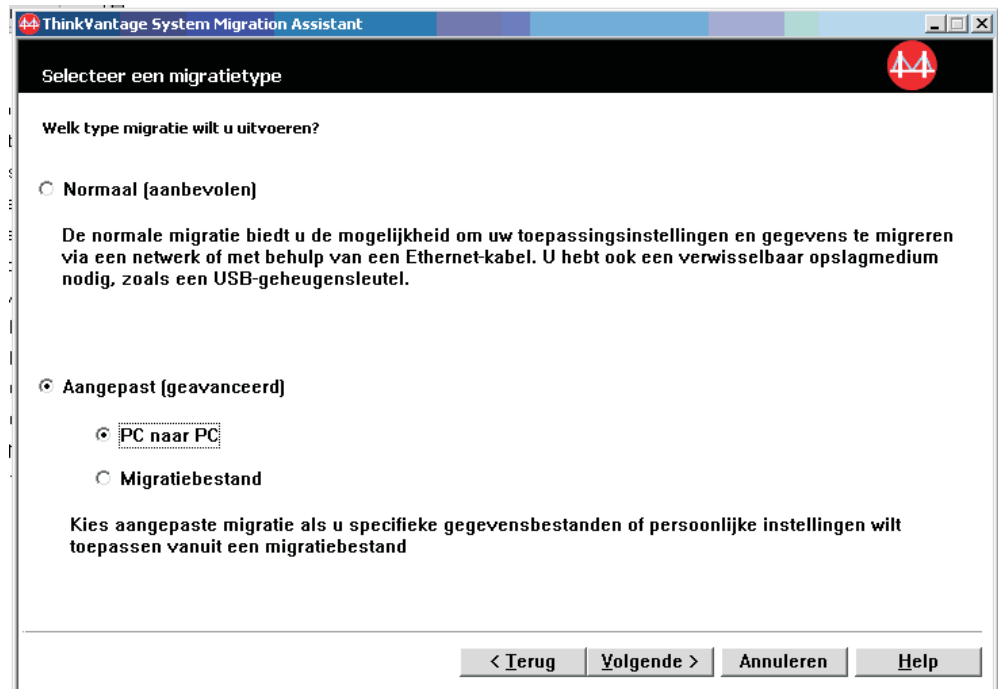 ThinkVantage System Migration Assistant
Selecteer een migratietype
Welk type migratie wilt u uitvoeren?
Normaal (aanbevolen)
De normale migratie biedt u de mogelijkheid om uw toepassingsinstellingen en gegevens te migreren
via een netwerk of met behulp van een Ethernet-kabel. U hebt ook een verwisselbaar opslagmedium
nodig, zoals een USB-geheugensleutel.
Aangepast (geavanceerd)
PC naar PC
Migratiebestand
Kies aangepaste migratie als u specifieke gegevensbestanden of persoonlijke instellingen wilt
toepassen vanuit een migratiebestand
< Terug Volgende > Annuleren Help